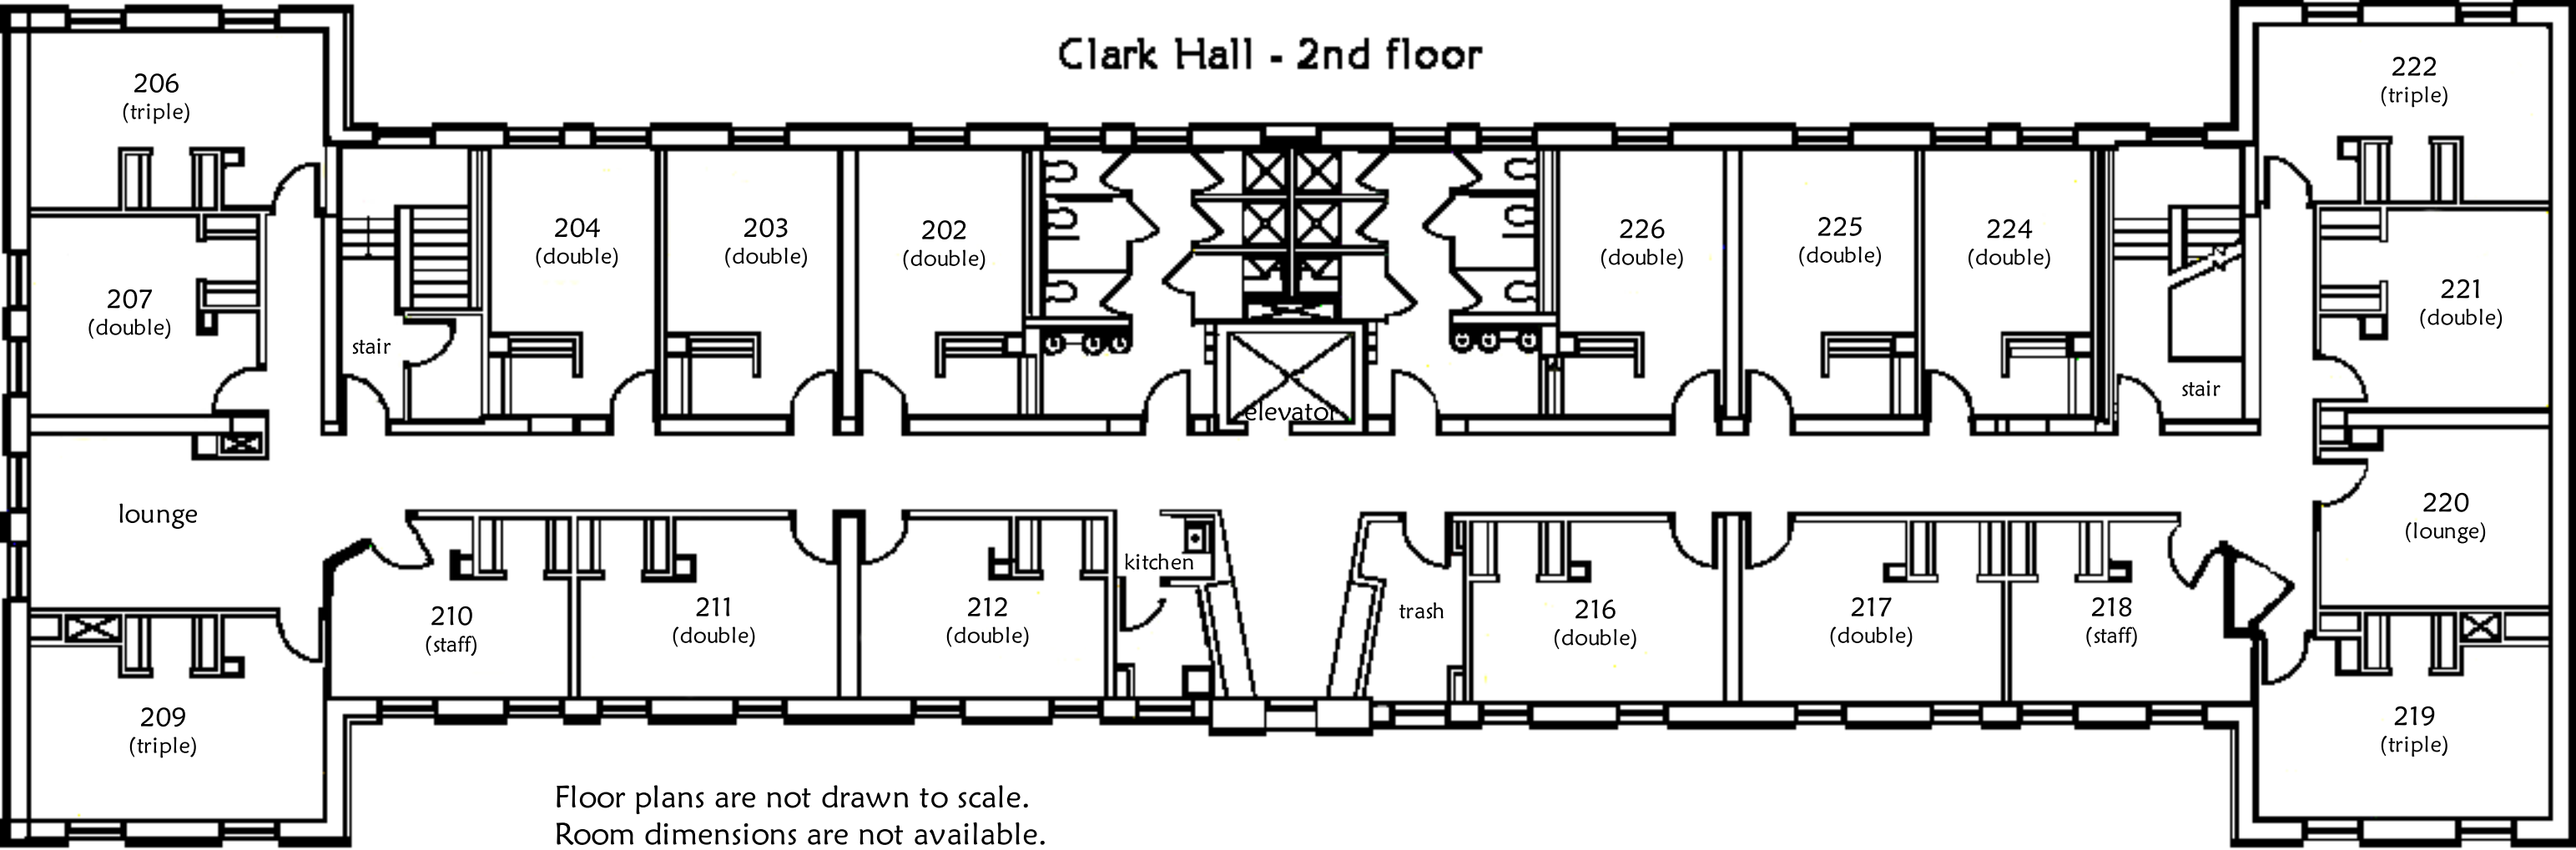 Clark Hall - 2nd floor
206
(triple)
222
(triple)
204
(double)
203
(double)
202
(double)
226
(double)
225
(double)
224
(double)
207
(double)
221
(double)
stair
stair
elevator
lounge
220
(lounge)
kitchen
210
(staff)
211
(double)
212
(double)
trash
216
(double)
217
(double)
218
(staff)
209
(triple)
219
(triple)
Floor plans are not drawn to scale.
Room dimensions are not available.